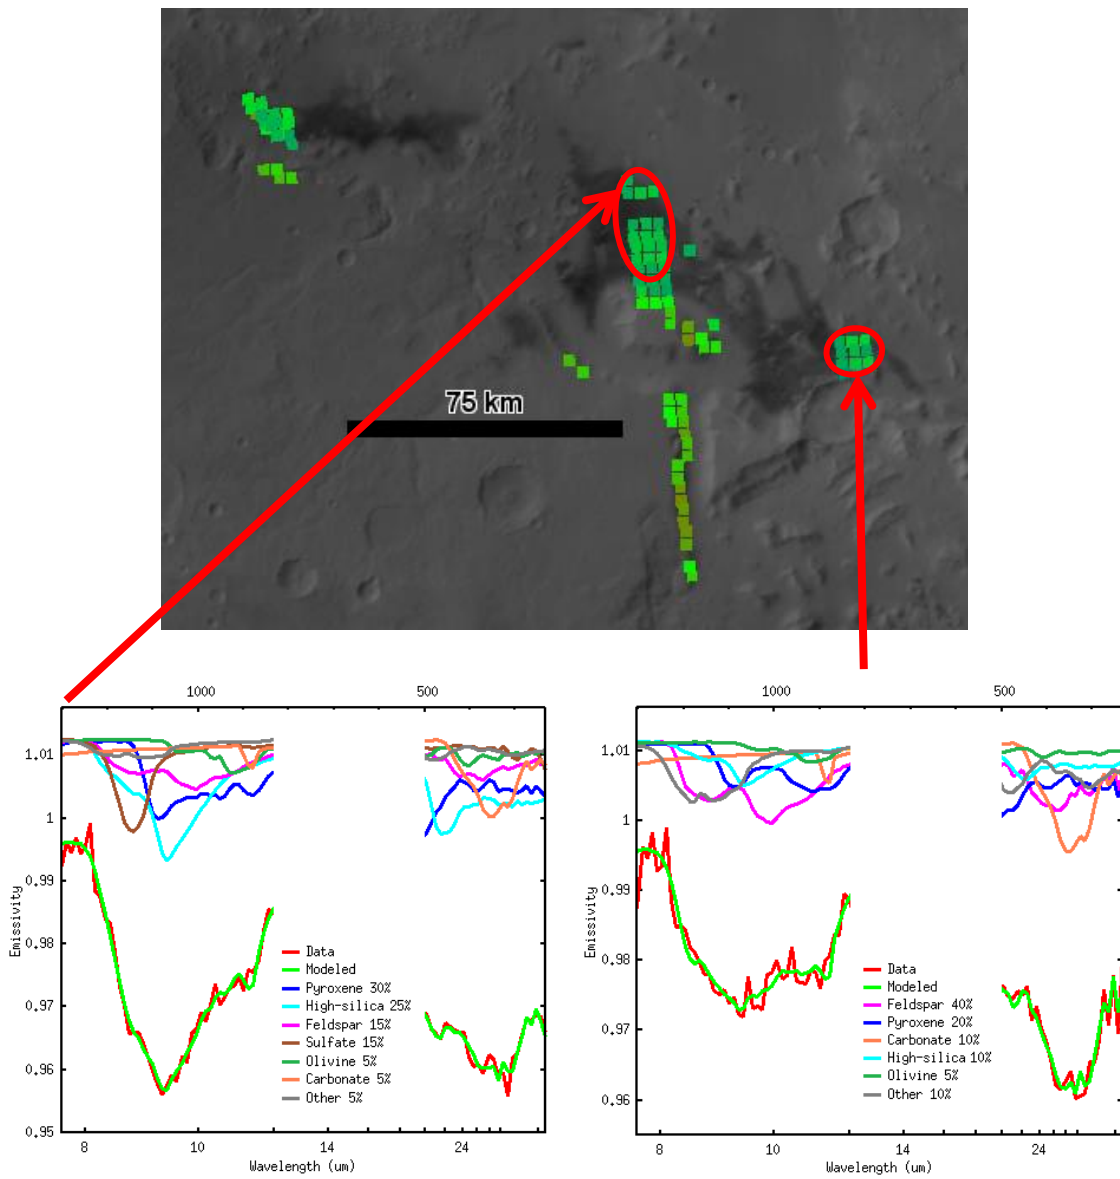 75 km
1000
500
1.01
1
0.99
0.98
0.97
0.96
0.95
Emissivity
Data
Modeled
Pyroxene 30%
High-silica 25%
Feldspar 15%
Sulfate 15%
Olivine 5%
Carbonate 5%
Other 5%
8
10
14
24
Wavelength (um)
1000
500
1.01
1
0.99
0.98
0.97
0.96
Emissivity
Data
Modeled
Feldspar 40%
Pyroxene 20%
Carbonate 10%
High-silica 10%
Olivine 5%
Other 10%
8
10
14
24
Wavelength (um)